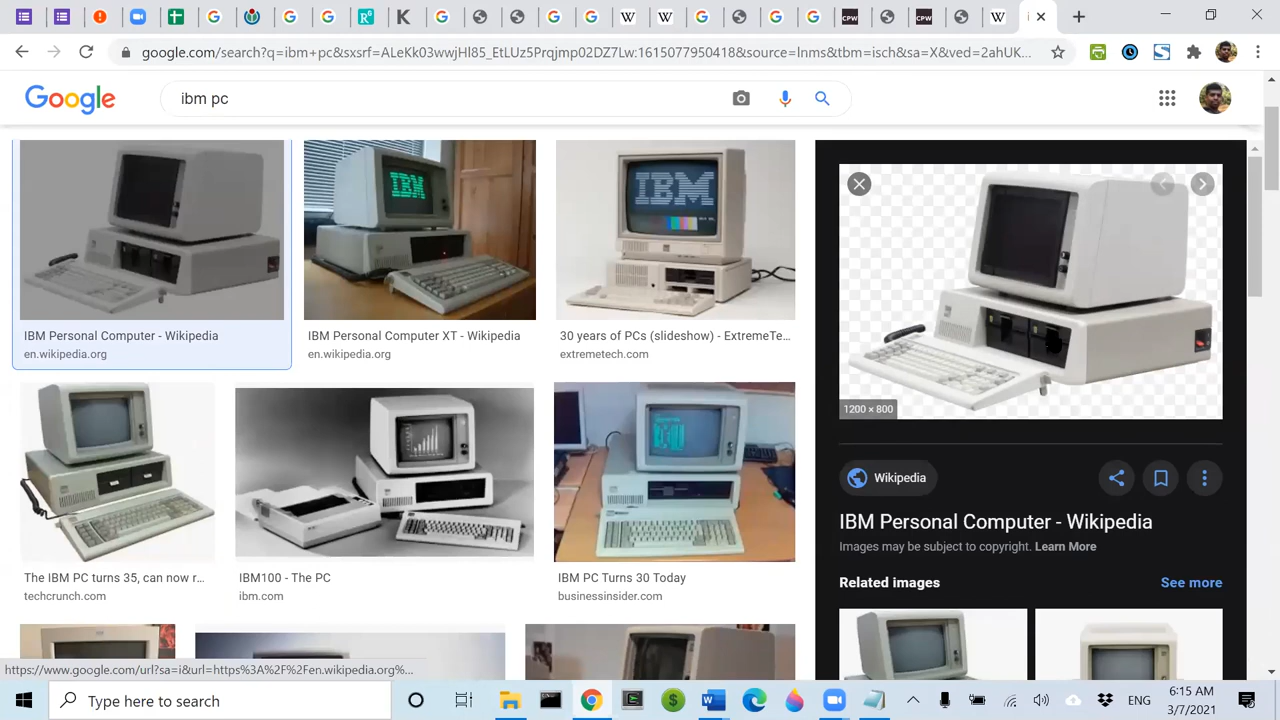 google.com/search?q=ibm+pc&sxsrf=ALeKk03wwjHl85_EtLUz5Prqjmp02DZ7Lw:1615077950418&source=lnms&tbm=isch&sa=X&ved=2ahUK...
Google
ibm pc
IBM
IBM
IBM Personal Computer - Wikipedia
en.wikipedia.org
IBM Personal Computer XT - Wikipedia
en.wikipedia.org
30 years of PCs (slideshow) - ExtremeTe...
extremetech.com
1200 × 800
Wikipedia
IBM Personal Computer - Wikipedia
Images may be subject to copyright. Learn More
Related images
See more
The IBM PC turns 35, can now r...
techcrunch.com
IBM100 - The PC
ibm.com
IBM PC Turns 30 Today
businessinsider.com
https://www.google.com/url?sa=i&url=https%3A%2F%2Fen.wikipedia.org%...
Type here to search
ENG
6:15 AM
3/7/2021